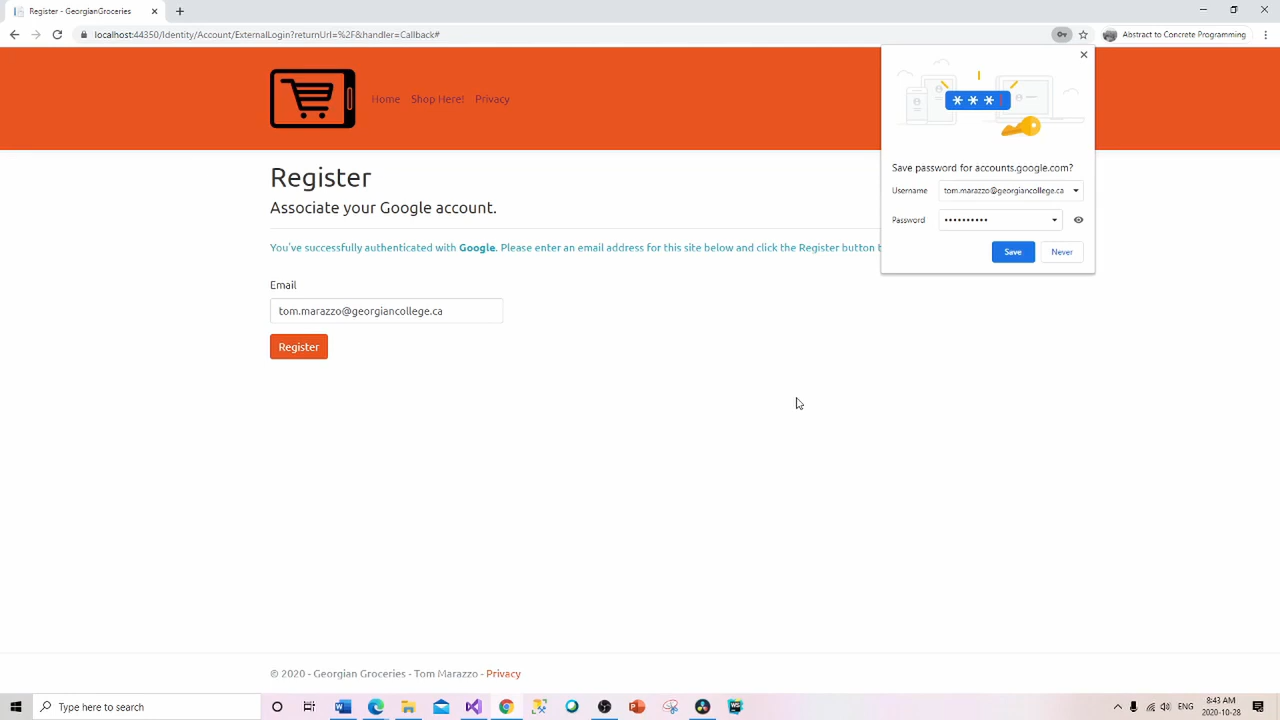 Register - GeorgianGroceries
localhost:44350/Identity/Account/ExternalLogin?returnUrl=%2F&handler=Callback#
Abstract to Concrete Programming
Home Shop Here! Privacy
Save password for accounts.google.com?
Username tom.marazzo@georgiancollege.ca
Password ••••••••••
Save Never
Register
Associate your Google account.
You've successfully authenticated with Google. Please enter an email address for this site below and click the Register button
Email
tom.marazzo@georgiancollege.ca
Register
© 2020 - Georgian Groceries - Tom Marazzo - Privacy
Type here to search
ENG
8:43 AM
2020-10-28